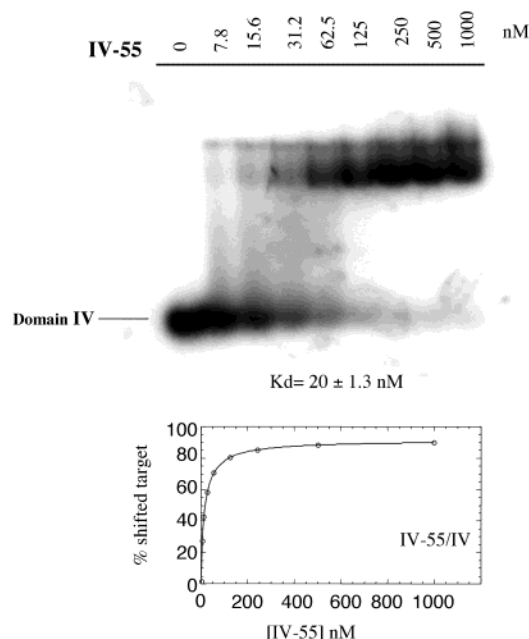 IV-55 0 7.8 15.6 31.2 62.5 125 250 500 1000 nM
Domain IV
Kd= 20 ± 1.3 nM
100
80
60
40
20
0
% shifted target
IV-55/IV
0 200 400 600 800 1000
[IV-55] nM